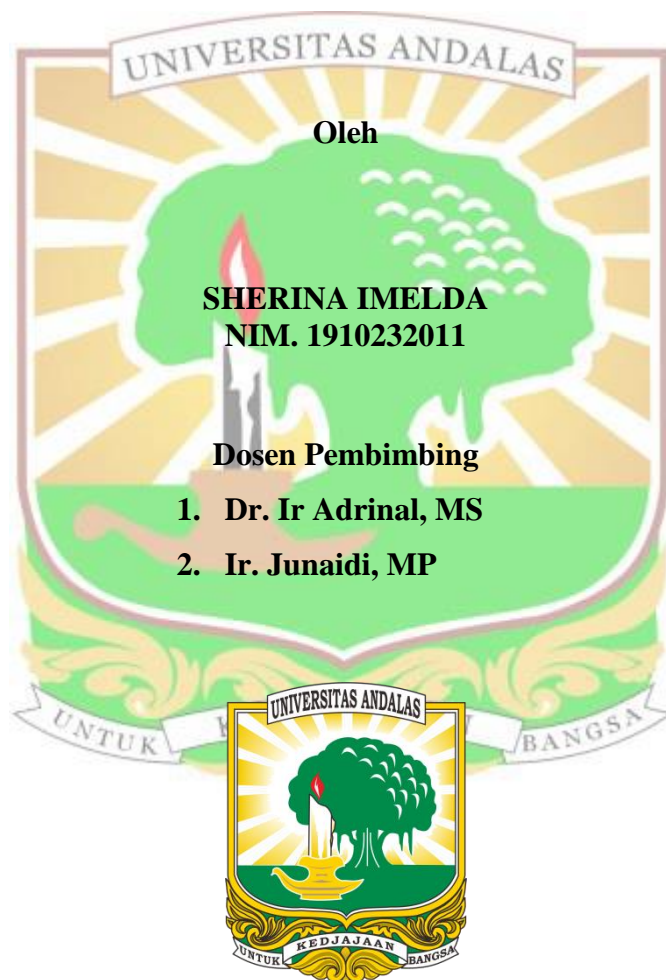 UNIVERSITAS ANDALAS
Oleh
SHERINA IMELDA
NIM. 1910232011
Dosen Pembimbing
1. Dr. Ir Adrinal, MS
2. Ir. Junaidi, MP
UNTUK BANGSA
UNIVERSITAS ANDALAS
UNTUK KEDJAJAAN BANGSA